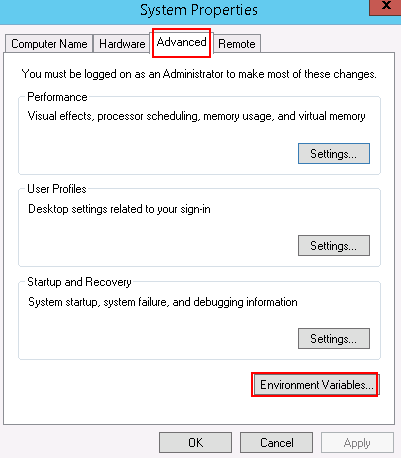 System Properties
x
Computer Name Hardware Advanced Remote
You must be logged on as an Administrator to make most of these changes.
Performance
Visual effects, processor scheduling, memory usage, and virtual memory
Settings...
User Profiles
Desktop settings related to your sign-in
Settings...
Startup and Recovery
System startup, system failure, and debugging information
Settings...
Environment Variables...
OK Cancel Apply